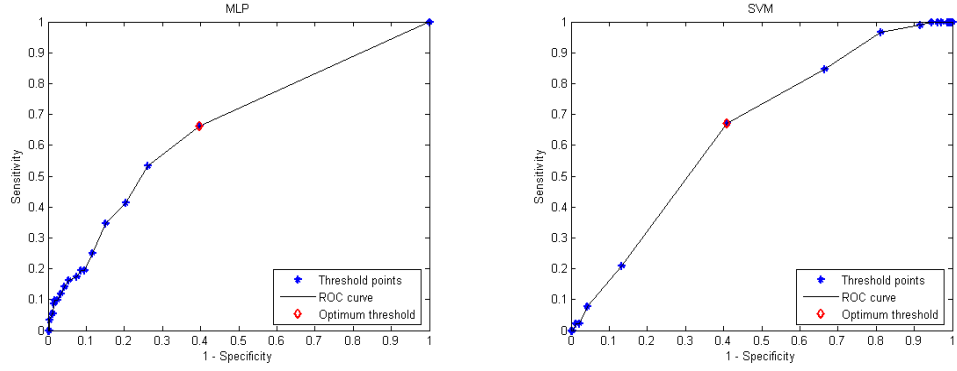 MLP
1
0.9
0.8
0.7
0.6
0.5
0.4
0.3
0.2
0.1
0
Sensitivity
0 0.1 0.2 0.3 0.4 0.5 0.6 0.7 0.8 0.9 1
1 - Specificity
Threshold points
ROC curve
Optimum threshold
SVM
1
0.9
0.8
0.7
0.6
0.5
0.4
0.3
0.2
0.1
0
Sensitivity
0 0.1 0.2 0.3 0.4 0.5 0.6 0.7 0.8 0.9 1
1 - Specificity
Threshold points
ROC curve
Optimum threshold